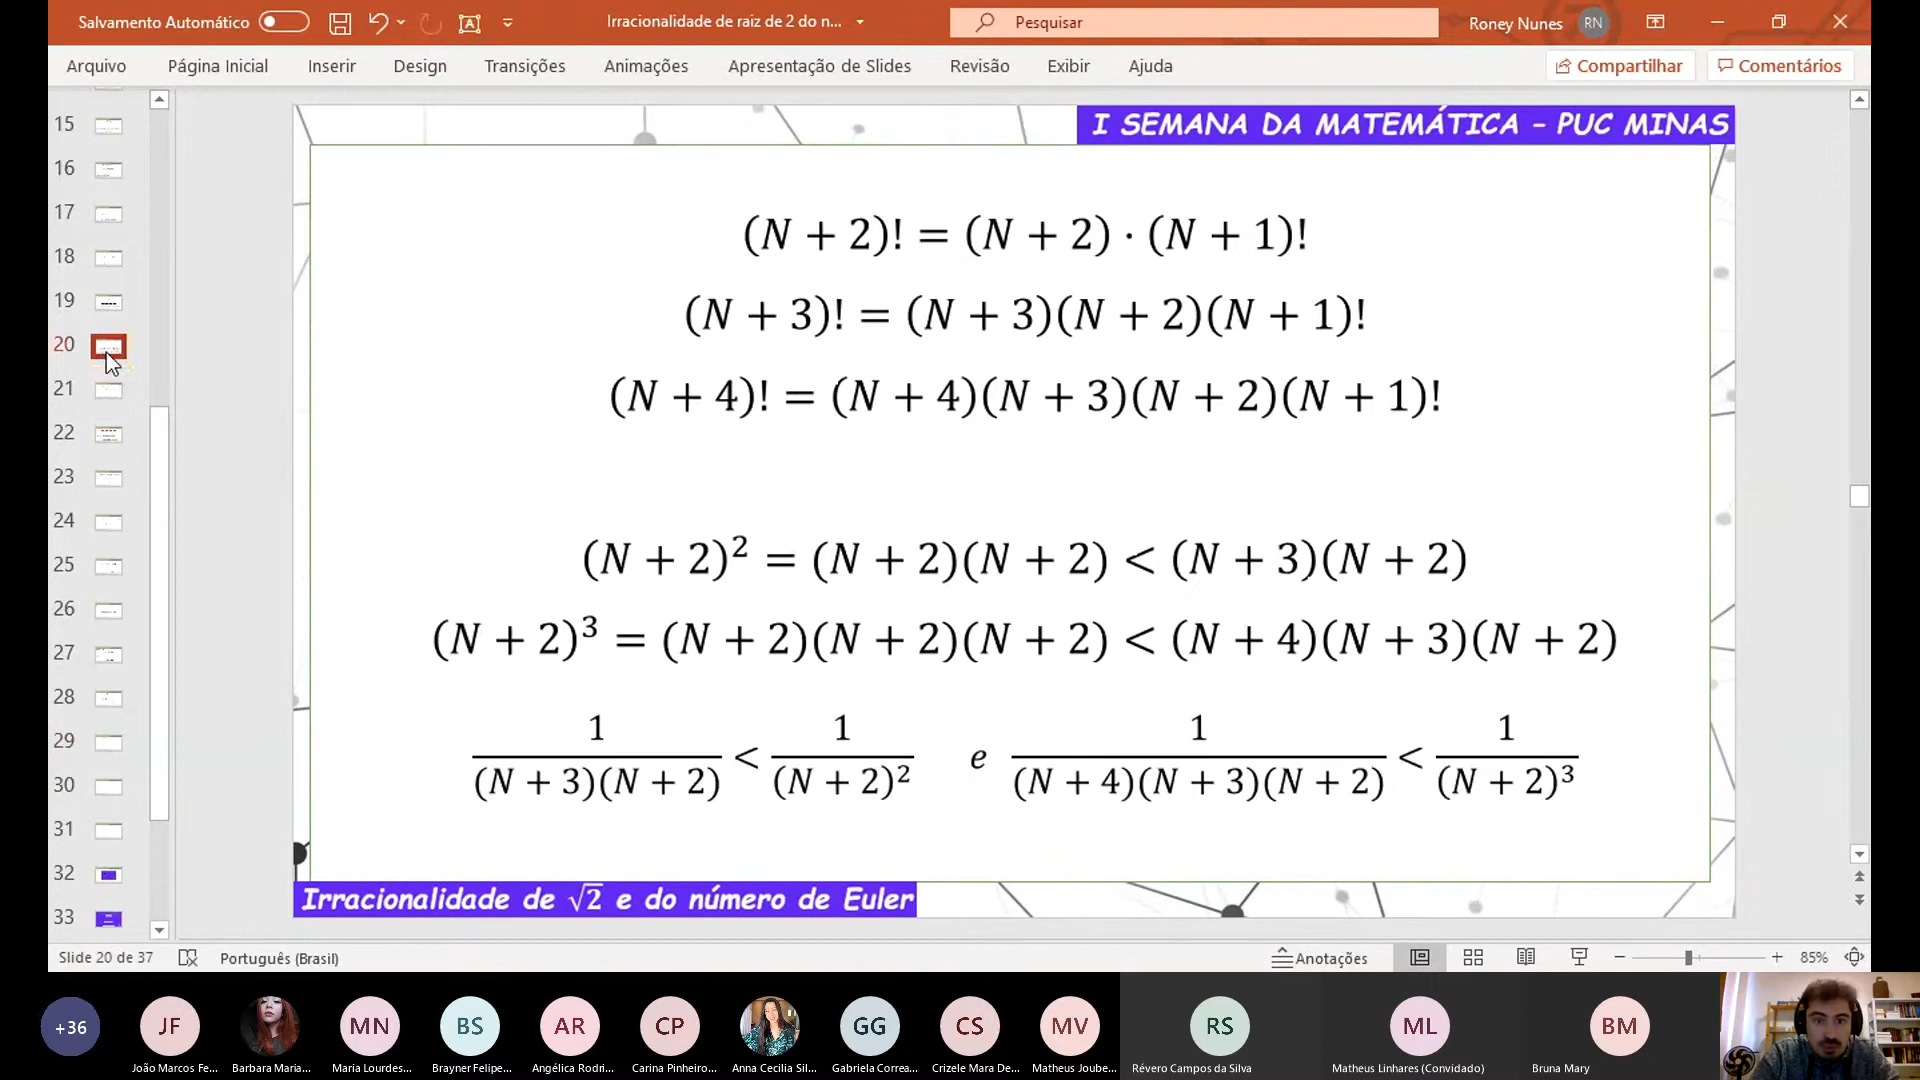 Salvamento Automático
Irracionalidade de raiz de 2 do n...
Pesquisar
Roney Nunes
RN
Arquivo
Página Inicial
Inserir
Design
Transições
Animações
Apresentação de Slides
Revisão
Exibir
Ajuda
Compartilhar
Comentários
15
16
17
18
19
20
21
22
23
24
25
26
27
28
29
30
31
32
33
I SEMANA DA MATEMÁTICA – PUC MINAS
(N + 2)! = (N + 2) · (N + 1)!
(N + 3)! = (N + 3)(N + 2)(N + 1)!
(N + 4)! = (N + 4)(N + 3)(N + 2)(N + 1)!
(N + 2)² = (N + 2)(N + 2) < (N + 3)(N + 2)
(N + 2)³ = (N + 2)(N + 2)(N + 2) < (N + 4)(N + 3)(N + 2)
1/((N + 3)(N + 2)) < 1/(N + 2)² e 1/((N + 4)(N + 3)(N + 2)) < 1/(N + 2)³
Irracionalidade de √2 e do número de Euler
Slide 20 de 37
Português (Brasil)
Anotações
85%
+36
JF
MN
BS
AR
CP
GG
CS
MV
RS
ML
BM
João Marcos Fe...
Barbara Maria...
Maria Lourdes...
Brayner Felipe...
Angélica Rodri...
Carina Pinheiro...
Anna Cecilia Sil...
Gabriela Correa...
Crizele Mara De...
Matheus Joube...
Révero Campos da Silva
Matheus Linhares (Convidado)
Bruna Mary